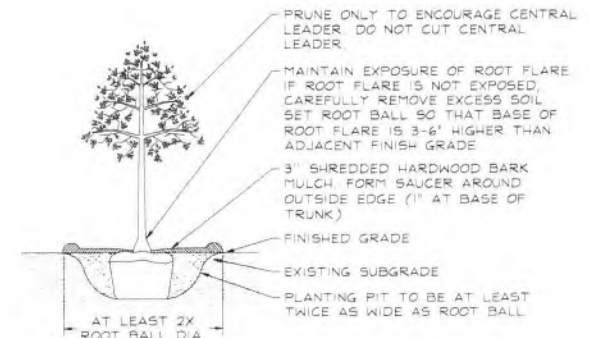 PRUNE ONLY TO ENCOURAGE CENTRAL
LEADER. DO NOT CUT CENTRAL
LEADER.
MAINTAIN EXPOSURE OF ROOT FLARE
IF ROOT FLARE IS NOT EXPOSED,
CAREFULLY REMOVE EXCESS SOIL
SET ROOT BALL SO THAT BASE OF
ROOT FLARE IS 3-6" HIGHER THAN
ADJACENT FINISH GRADE
3" SHREDDED HARDWOOD BARK
MULCH. FORM SAUCER AROUND
OUTSIDE EDGE (1" AT BASE OF
TRUNK)
FINISHED GRADE
EXISTING SUBGRADE
PLANTING PIT TO BE AT LEAST
TWICE AS WIDE AS ROOT BALL
AT LEAST 2X
ROOT BALL DIA